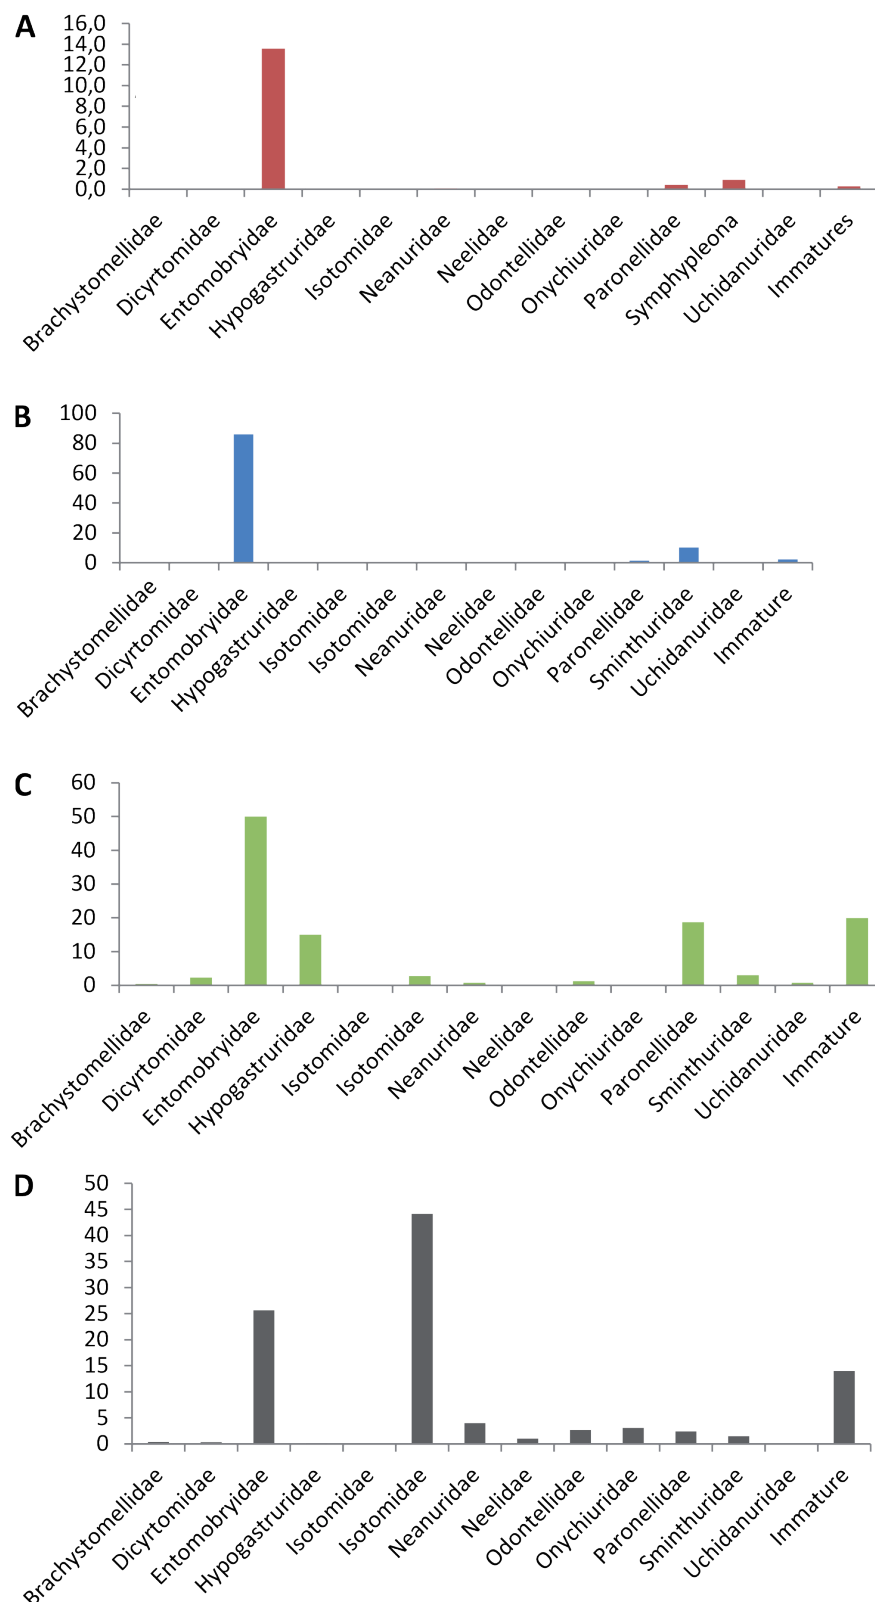 A
16,0
14,0
12,0
10,0
8,0
6,0
4,0
2,0
0,0
Brachystomellidae
Dicyrtomidae
Entomobryidae
Hypogastruridae
Isotomidae
Neanuridae
Neelidae
Odontellidae
Onychiuridae
Paronellidae
Symphypleona
Uchidanuridae
Immatures
B
100
80
60
40
20
0
Brachystomellidae
Dicyrtomidae
Entomobryidae
Hypogastruridae
Isotomidae
Isotomidae
Neanuridae
Neelidae
Odontellidae
Onychiuridae
Paronellidae
Sminthuridae
Uchidanuridae
Immature
C
60
50
40
30
20
10
0
Brachystomellidae
Dicyrtomidae
Entomobryidae
Hypogastruridae
Isotomidae
Isotomidae
Neanuridae
Neelidae
Odontellidae
Onychiuridae
Paronellidae
Sminthuridae
Uchidanuridae
Immature
D
50
45
40
35
30
25
20
15
10
5
0
Brachystomellidae
Dicyrtomidae
Entomobryidae
Hypogastruridae
Isotomidae
Isotomidae
Neanuridae
Neelidae
Odontellidae
Onychiuridae
Paronellidae
Sminthuridae
Uchidanuridae
Immature